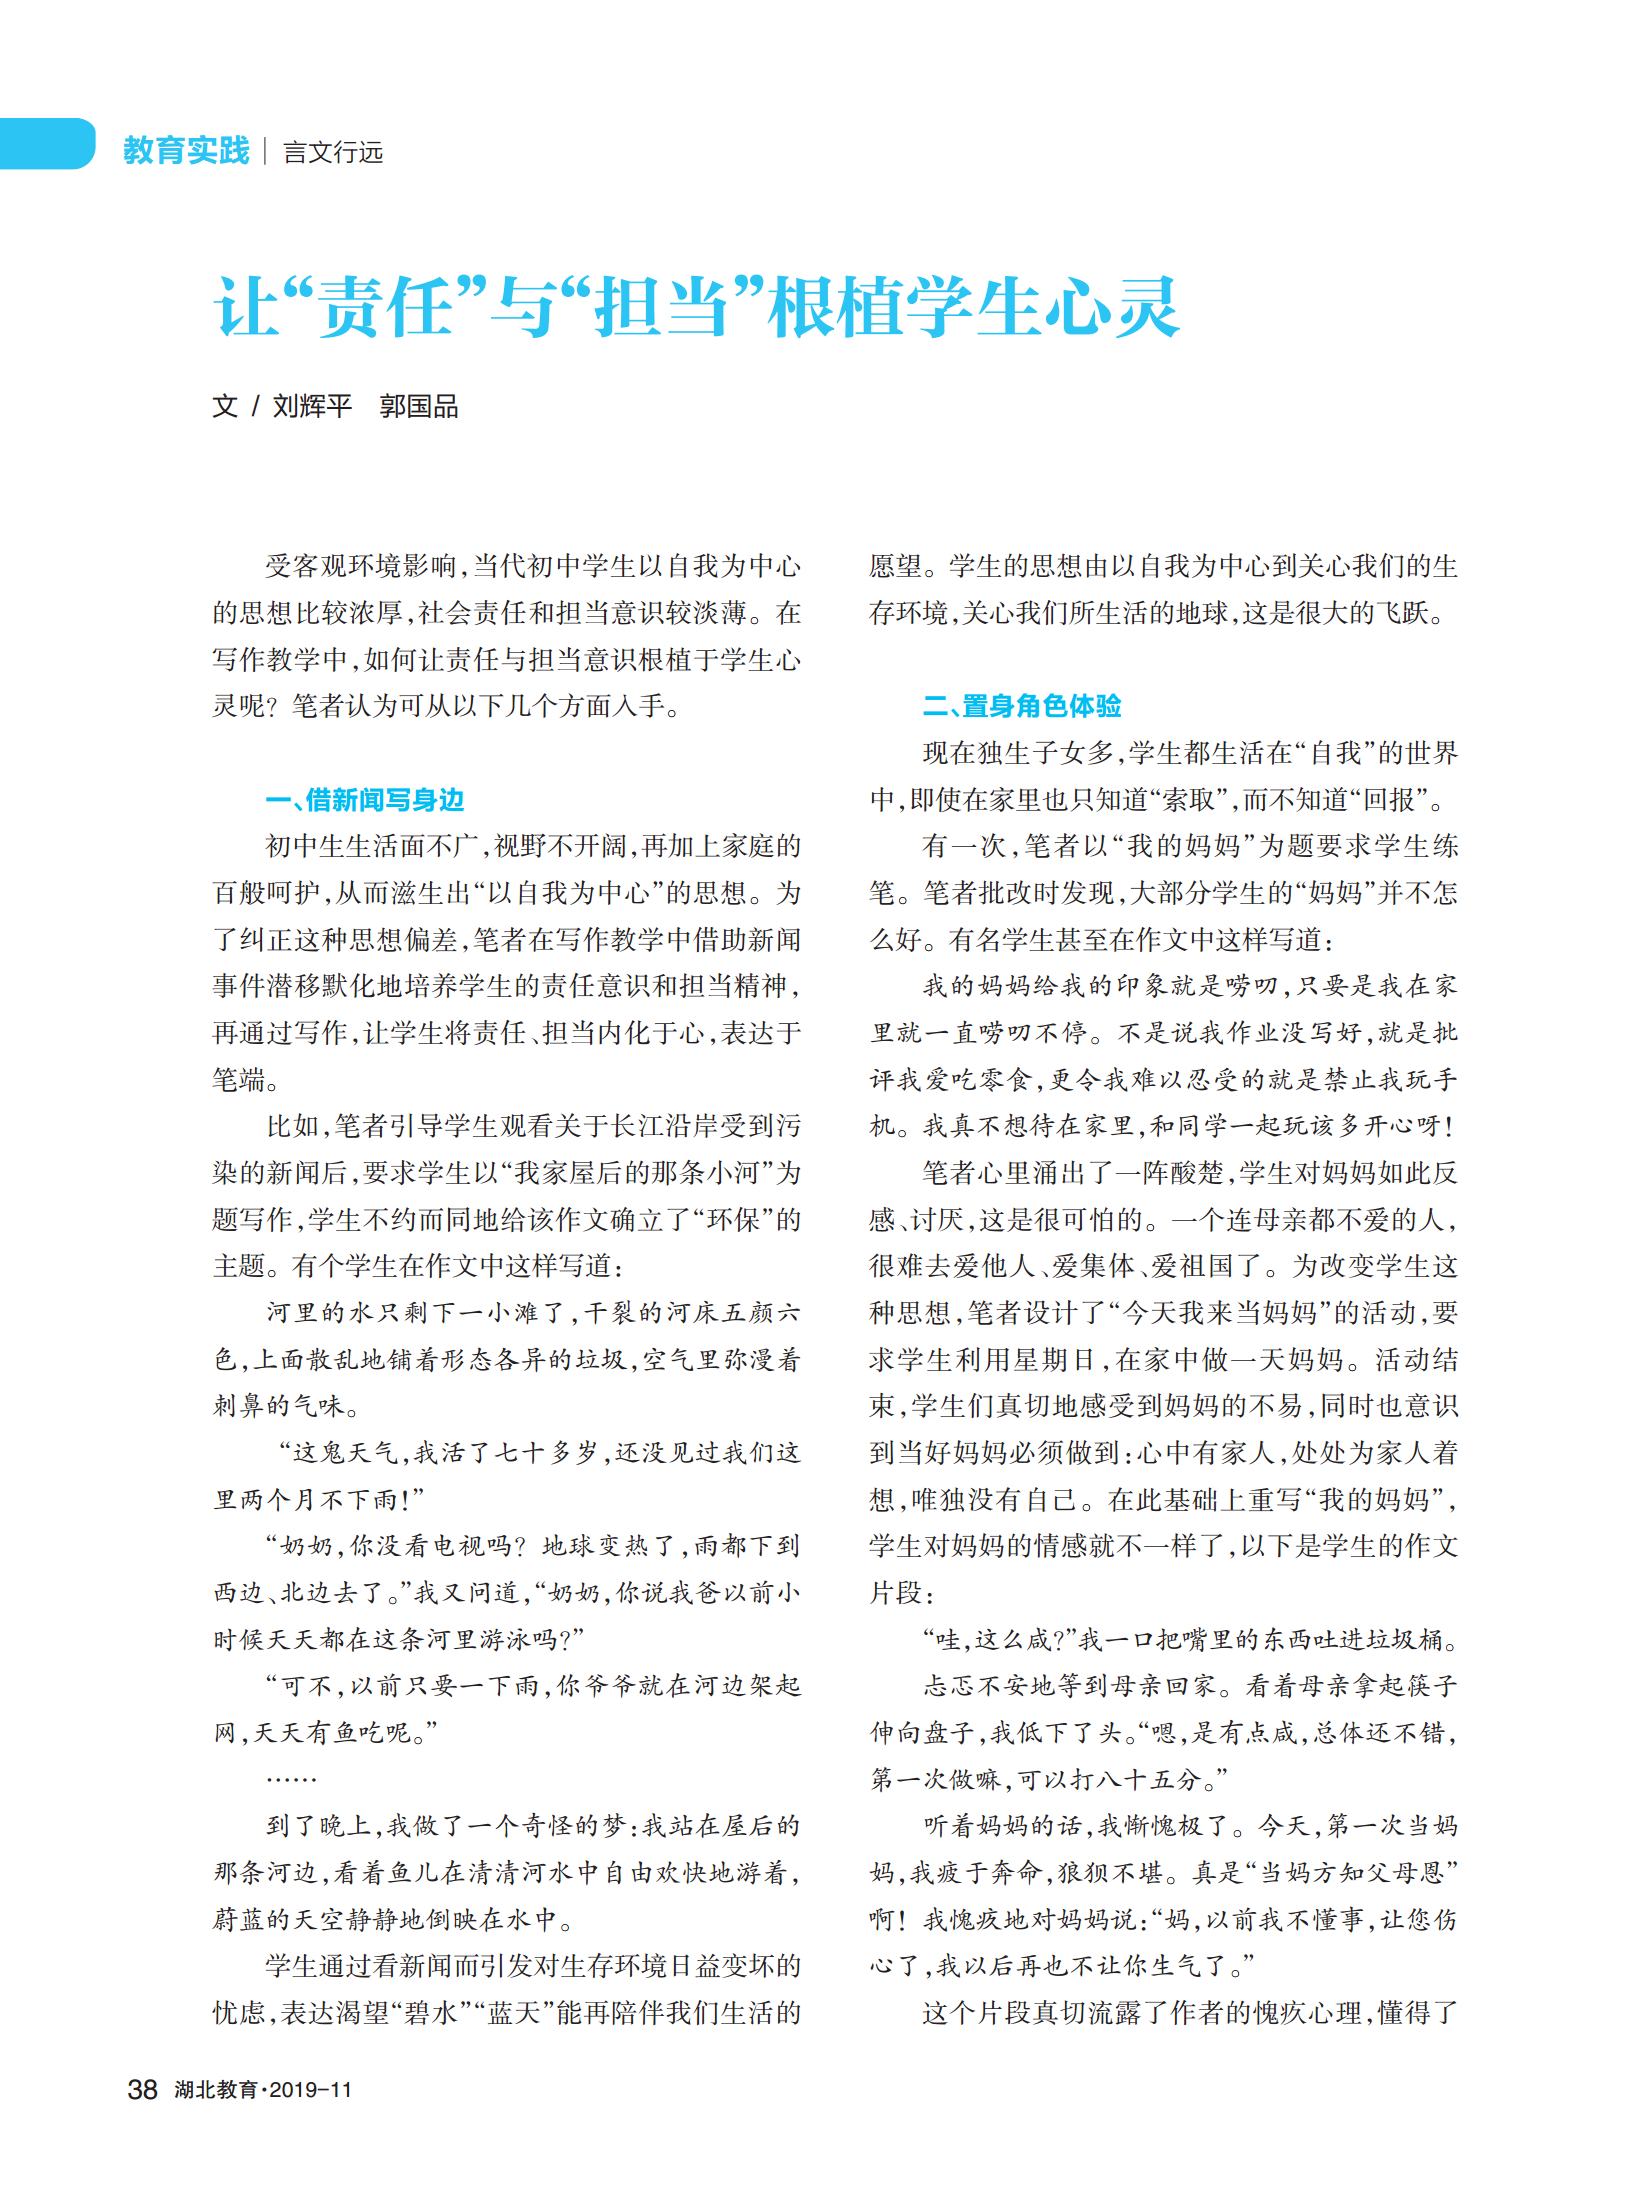 教育实践 | 言文行远
让“责任”与“担当”根植学生心灵
文 / 刘辉平　郭国品
受客观环境影响,当代初中学生以自我为中心
的思想比较浓厚,社会责任和担当意识较淡薄。在
写作教学中,如何让责任与担当意识根植于学生心
灵呢？笔者认为可从以下几个方面入手。
一、借新闻写身边
初中生生活面不广,视野不开阔,再加上家庭的
百般呵护,从而滋生出“以自我为中心”的思想。为
了纠正这种思想偏差,笔者在写作教学中借助新闻
事件潜移默化地培养学生的责任意识和担当精神,
再通过写作,让学生将责任、担当内化于心,表达于
笔端。
比如,笔者引导学生观看关于长江沿岸受到污
染的新闻后,要求学生以“我家屋后的那条小河”为
题写作,学生不约而同地给该作文确立了“环保”的
主题。有个学生在作文中这样写道：
河里的水只剩下一小滩了,干裂的河床五颜六
色,上面散乱地铺着形态各异的垃圾,空气里弥漫着
刺鼻的气味。
“这鬼天气,我活了七十多岁,还没见过我们这
里两个月不下雨！”
“奶奶,你没看电视吗？地球变热了,雨都下到
西边、北边去了。”我又问道,“奶奶,你说我爸以前小
时候天天都在这条河里游泳吗？”
“可不,以前只要一下雨,你爷爷就在河边架起
网,天天有鱼吃呢。”
……
到了晚上,我做了一个奇怪的梦：我站在屋后的
那条河边,看着鱼儿在清清河水中自由欢快地游着,
蔚蓝的天空静静地倒映在水中。
学生通过看新闻而引发对生存环境日益变坏的
忧虑,表达渴望“碧水”“蓝天”能再陪伴我们生活的
愿望。学生的思想由以自我为中心到关心我们的生
存环境,关心我们所生活的地球,这是很大的飞跃。
二、置身角色体验
现在独生子女多,学生都生活在“自我”的世界
中,即使在家里也只知道“索取”,而不知道“回报”。
有一次,笔者以“我的妈妈”为题要求学生练
笔。笔者批改时发现,大部分学生的“妈妈”并不怎
么好。有名学生甚至在作文中这样写道：
我的妈妈给我的印象就是唠叨,只要是我在家
里就一直唠叨不停。不是说我作业没写好,就是批
评我爱吃零食,更令我难以忍受的就是禁止我玩手
机。我真不想待在家里,和同学一起玩该多开心呀！
笔者心里涌出了一阵酸楚,学生对妈妈如此反
感、讨厌,这是很可怕的。一个连母亲都不爱的人,
很难去爱他人、爱集体、爱祖国了。为改变学生这
种思想,笔者设计了“今天我来当妈妈”的活动,要
求学生利用星期日,在家中做一天妈妈。活动结
束,学生们真切地感受到妈妈的不易,同时也意识
到当好妈妈必须做到：心中有家人,处处为家人着
想,唯独没有自己。在此基础上重写“我的妈妈”,
学生对妈妈的情感就不一样了,以下是学生的作文
片段：
“哇,这么咸？”我一口把嘴里的东西吐进垃圾桶。
忐忑不安地等到母亲回家。看着母亲拿起筷子
伸向盘子,我低下了头。“嗯,是有点咸,总体还不错,
第一次做嘛,可以打八十五分。”
听着妈妈的话,我惭愧极了。今天,第一次当妈
妈,我疲于奔命,狼狈不堪。真是“当妈方知父母恩”
啊！我愧疚地对妈妈说：“妈,以前我不懂事,让您伤
心了,我以后再也不让你生气了。”
这个片段真切流露了作者的愧疚心理,懂得了
38 湖北教育·2019-11